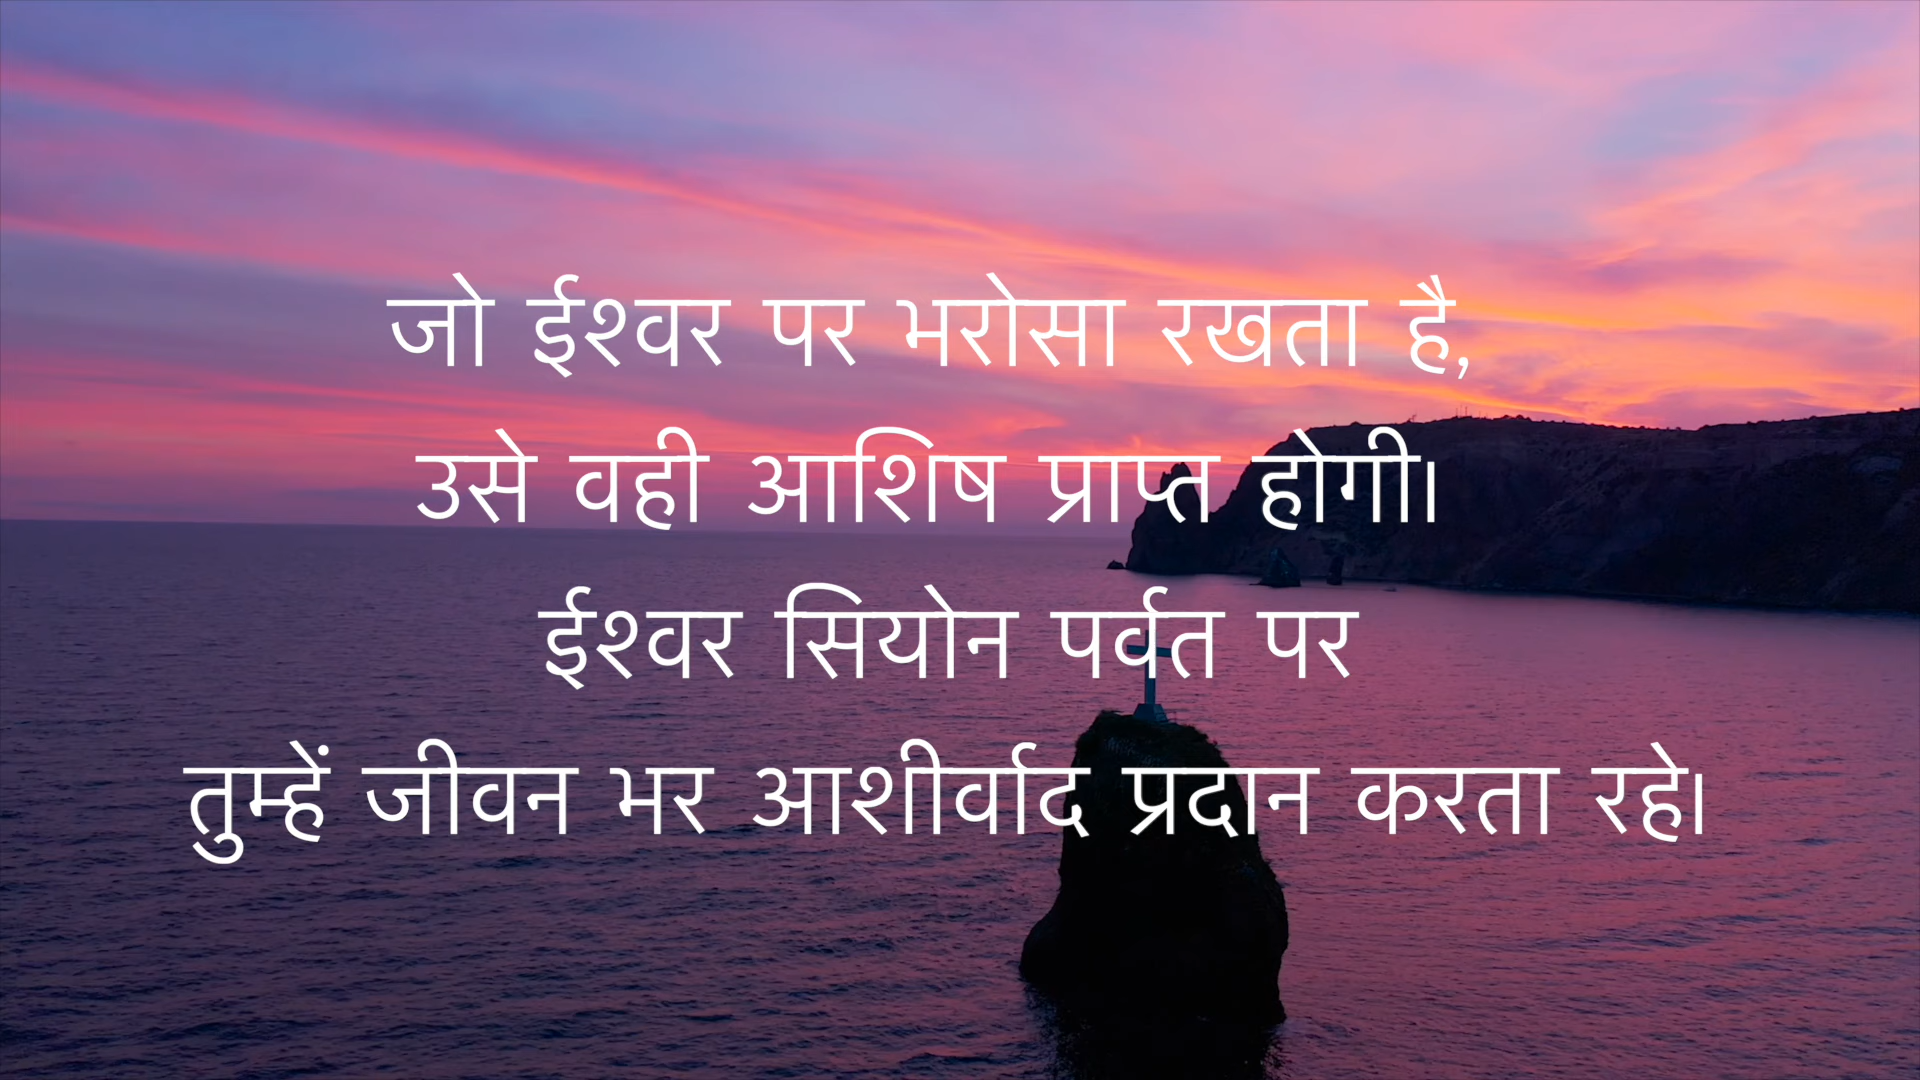 जो ईश्वर पर भरोसा रखता है,
उसे वही आशिष प्राप्त होगी।
ईश्वर सियोन पर्वत पर
तुम्हें जीवन भर आशीर्वाद प्रदान करता रहे।